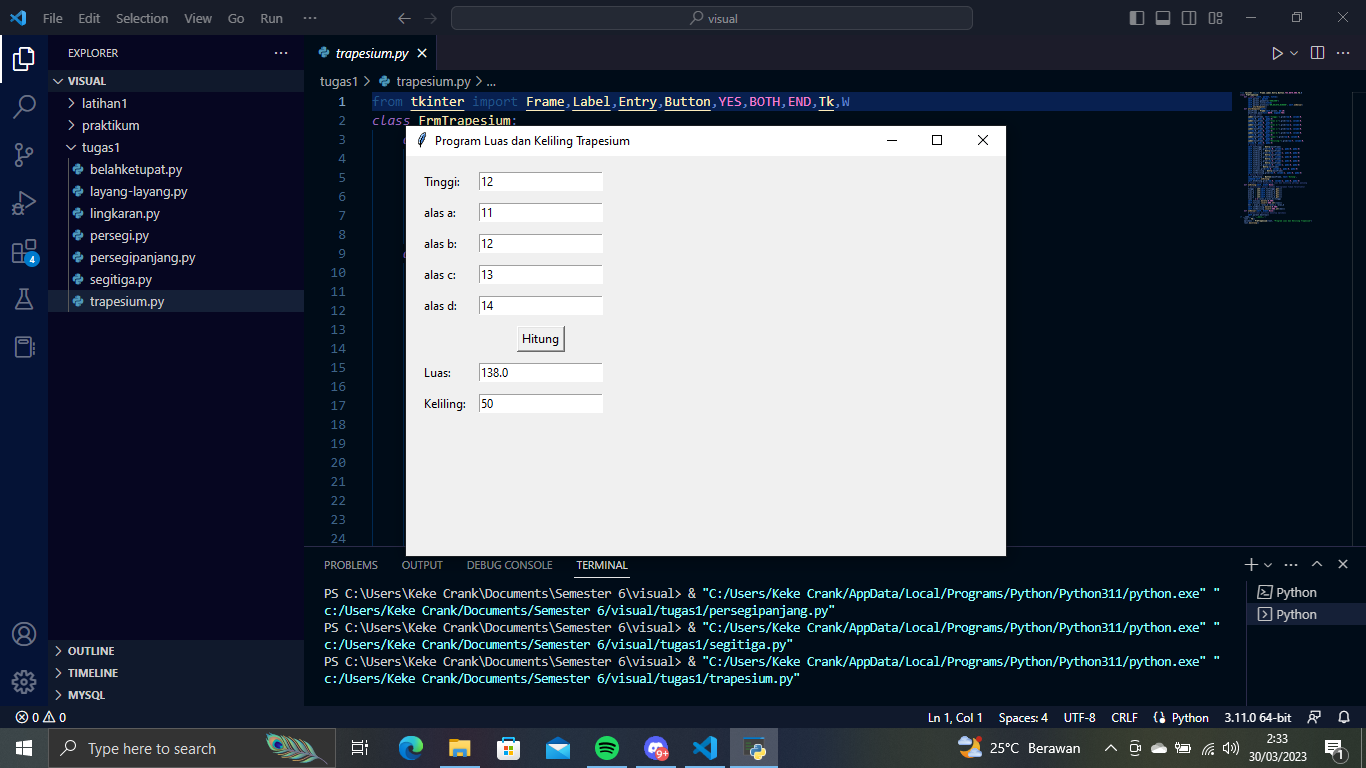 File Edit Selection View Go Run ···
visual
EXPLORER ···
VISUAL
latihan1
praktikum
tugas1
belahketupat.py
layang-layang.py
lingkaran.py
persegi.py
persegipanjang.py
segitiga.py
trapesium.py
4
OUTLINE
TIMELINE
MYSQL
trapesium.py
tugas1 > trapesium.py > ...
1 from tkinter import Frame,Label,Entry,Button,YES,BOTH,END,Tk,W
2 class FrmTrapesium:
3
4
5
6
7
8
9
10
11
12
13
14
15
16
17
18
19
20
21
22
23
24
Program Luas dan Keliling Trapesium
Tinggi: 12
alas a: 11
alas b: 12
alas c: 13
alas d: 14
Hitung
Luas: 138.0
Keliling: 50
PROBLEMS OUTPUT DEBUG CONSOLE TERMINAL
PS C:\Users\Keke Crank\Documents\Semester 6\visual> & "C:/Users/Keke Crank/AppData/Local/Programs/Python/Python311/python.exe" "
c:/Users/Keke Crank/Documents/Semester 6/visual/tugas1/persegipanjang.py"
PS C:\Users\Keke Crank\Documents\Semester 6\visual> & "C:/Users/Keke Crank/AppData/Local/Programs/Python/Python311/python.exe" "
c:/Users/Keke Crank/Documents/Semester 6/visual/tugas1/segitiga.py"
PS C:\Users\Keke Crank\Documents\Semester 6\visual> & "C:/Users/Keke Crank/AppData/Local/Programs/Python/Python311/python.exe" "
c:/Users/Keke Crank/Documents/Semester 6/visual/tugas1/trapesium.py"
Python
Python
0 0
Ln 1, Col 1 Spaces: 4 UTF-8 CRLF Python 3.11.0 64-bit
Type here to search
9+
25°C Berawan
2:33
30/03/2023
1